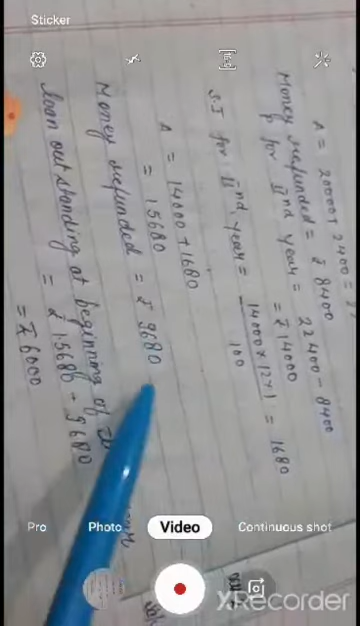 Sticker
A = 20000+ 2400 =
Money refunded = ₹ 8400
P for IInd year = 22400 - 8400
= ₹ 14000
S.I for IInd year = 14000 × 12 × 1 / 100 = 1680
A = 14000 + 1680
= 15680
Money refunded = ₹ 9680
loan outstanding at beginning of
= ₹ 15680 - 9680
= ₹ 6000
Pro
Photo
Video
Continuous shot
XRecorder